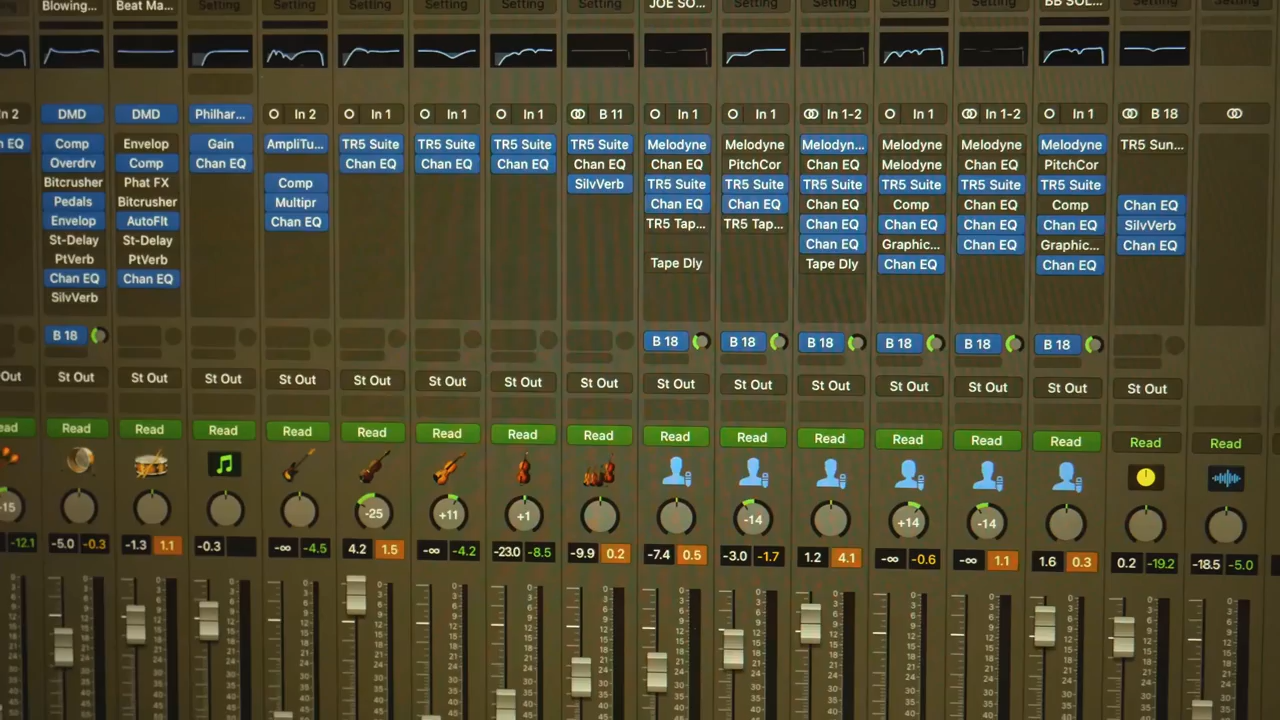 Blowing... Beat Ma... Setting Setting Setting Setting Setting Setting JOE SO... Setting Setting Setting Setting BB SOL... Setting
In 2 DMD DMD Philhar... In 2 In 1 In 1 In 1 B 11 In 1 In 1 In 1-2 In 1 In 1-2 In 1 B 18
EQ Comp Envelop Gain AmpliTu... TR5 Suite TR5 Suite TR5 Suite TR5 Suite Melodyne Melodyne Melodyn... Melodyne Melodyne Melodyne TR5 Sun...
Overdrv Comp Chan EQ Chan EQ Chan EQ Chan EQ Chan EQ Chan EQ PitchCor Chan EQ Melodyne Chan EQ PitchCor
Bitcrusher Phat FX Comp SilvVerb TR5 Suite TR5 Suite TR5 Suite TR5 Suite TR5 Suite TR5 Suite
Pedals Bitcrusher Multipr Chan EQ Chan EQ Chan EQ Comp Chan EQ Comp Chan EQ
Envelop AutoFlt Chan EQ TR5 Tap... TR5 Tap... Chan EQ Chan EQ Chan EQ Chan EQ SilvVerb
St-Delay St-Delay Chan EQ Graphic... Chan EQ Graphic... Chan EQ
PtVerb PtVerb Tape Dly Tape Dly Chan EQ Chan EQ
Chan EQ Chan EQ
SilvVerb
B 18 B 18 B 18 B 18 B 18 B 18 B 18
Out St Out St Out St Out St Out St Out St Out St Out St Out St Out St Out St Out St Out St Out St Out St Out
ead Read Read Read Read Read Read Read Read Read Read Read Read Read Read Read Read
-15 -25 +11 +1 -14 +14 -14
-12.1 -5.0 -0.3 -1.3 1.1 -0.3 -∞ -4.5 4.2 1.5 -∞ -4.2 -23.0 -8.5 -9.9 0.2 -7.4 0.5 -3.0 -1.7 1.2 4.1 -∞ -0.6 -∞ 1.1 1.6 0.3 0.2 -19.2 -18.5 -5.0